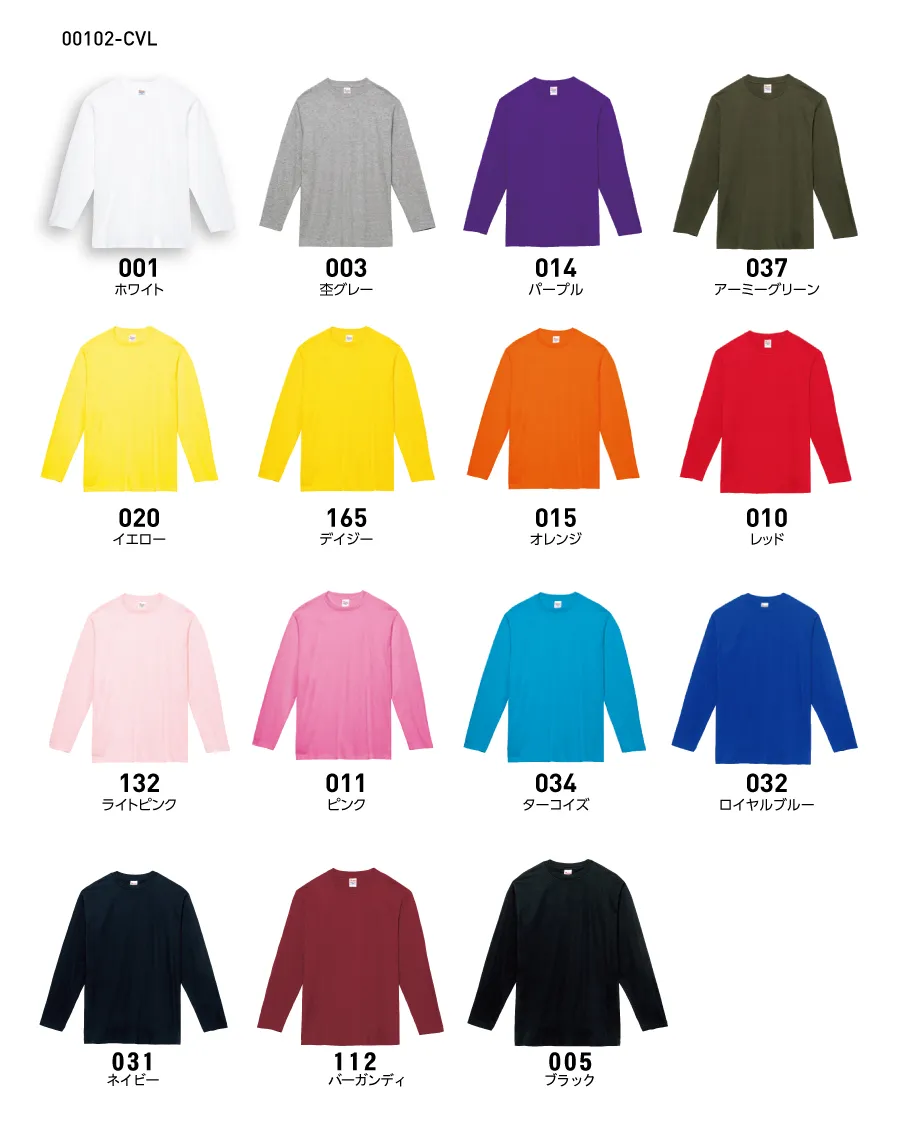 00102-CVL
001
ホワイト
003
杢グレー
014
パープル
037
アーミーグリーン
020
イエロー
165
デイジー
015
オレンジ
010
レッド
132
ライトピンク
011
ピンク
034
ターコイズ
032
ロイヤルブルー
031
ネイビー
112
バーガンディ
005
ブラック